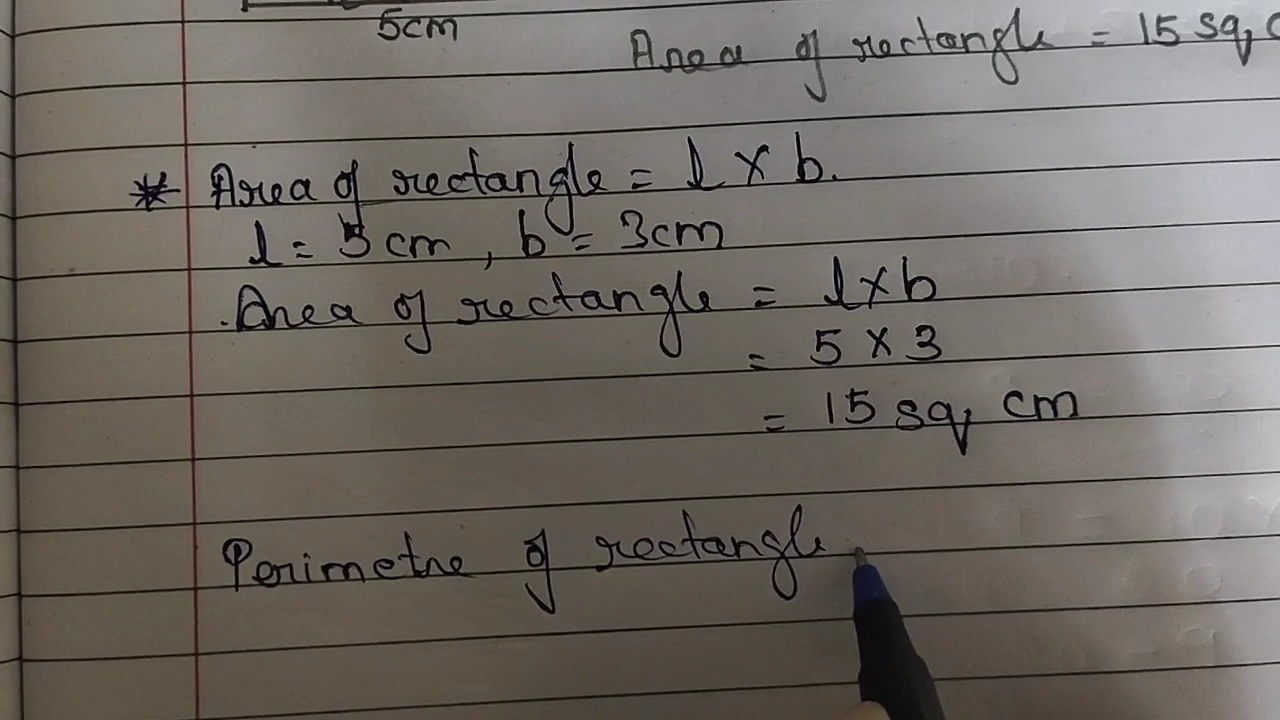 5cm
Area of rectangle = 15 sq
* Area of rectangle = l x b.
l = 5 cm, b = 3cm
Area of rectangle = l x b
= 5 x 3
= 15 sq cm
Perimetre of rectangle